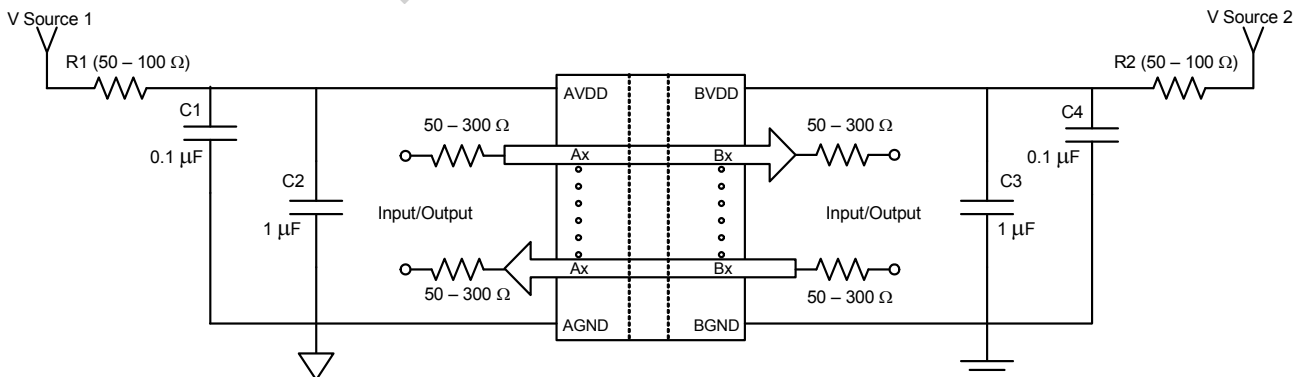 V Source 1
V Source 2
R1 (50 – 100 Ω)
R2 (50 – 100 Ω)
AVDD
BVDD
C1
C4
50 – 300 Ω
50 – 300 Ω
0.1 μF
Ax
Bx
0.1 μF
C2
C3
Input/Output
Input/Output
1 μF
1 μF
Ax
Bx
50 – 300 Ω
50 – 300 Ω
AGND
BGND